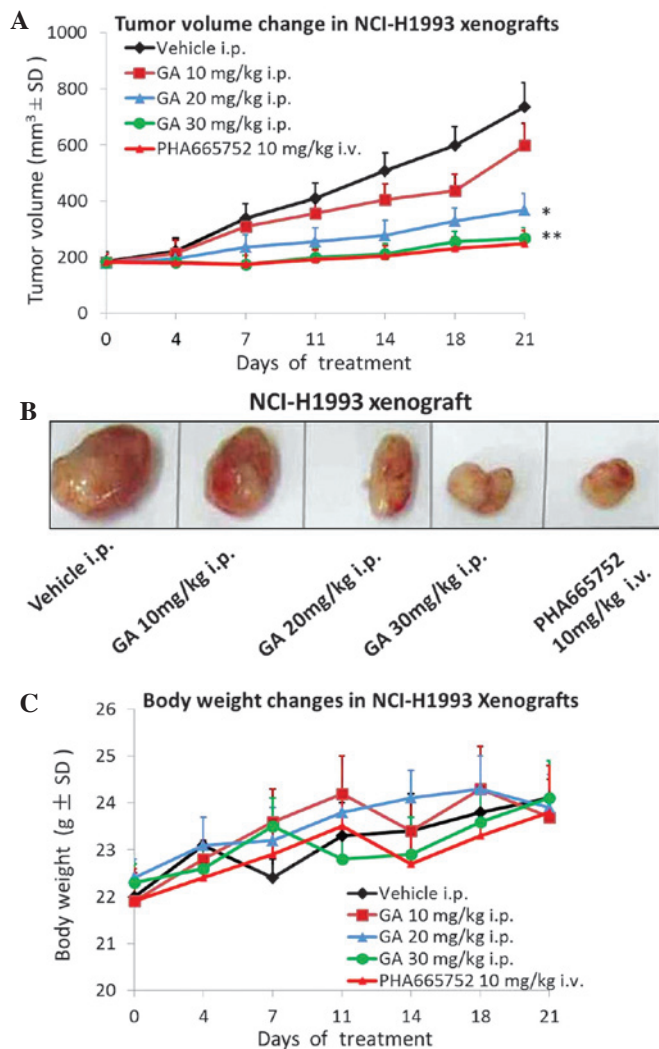 A
Tumor volume change in NCI-H1993 xenografts
Vehicle i.p.
GA 10 mg/kg i.p.
GA 20 mg/kg i.p.
GA 30 mg/kg i.p.
PHA665752 10 mg/kg i.v.
Tumor volume (mm³ ± SD)
1000
800
600
400
200
0
*
**
0 4 7 11 14 18 21
Days of treatment
B
NCI-H1993 xenograft
Vehicle i.p.
GA 10mg/kg i.p.
GA 20mg/kg i.p.
GA 30mg/kg i.p.
PHA665752
10mg/kg i.v.
C
Body weight changes in NCI-H1993 Xenografts
Body weight (g ± SD)
26
25
24
23
22
21
20
Vehicle i.p.
GA 10 mg/kg i.p.
GA 20 mg/kg i.p.
GA 30 mg/kg i.p.
PHA665752 10 mg/kg i.v.
0 4 7 11 14 18 21
Days of treatment